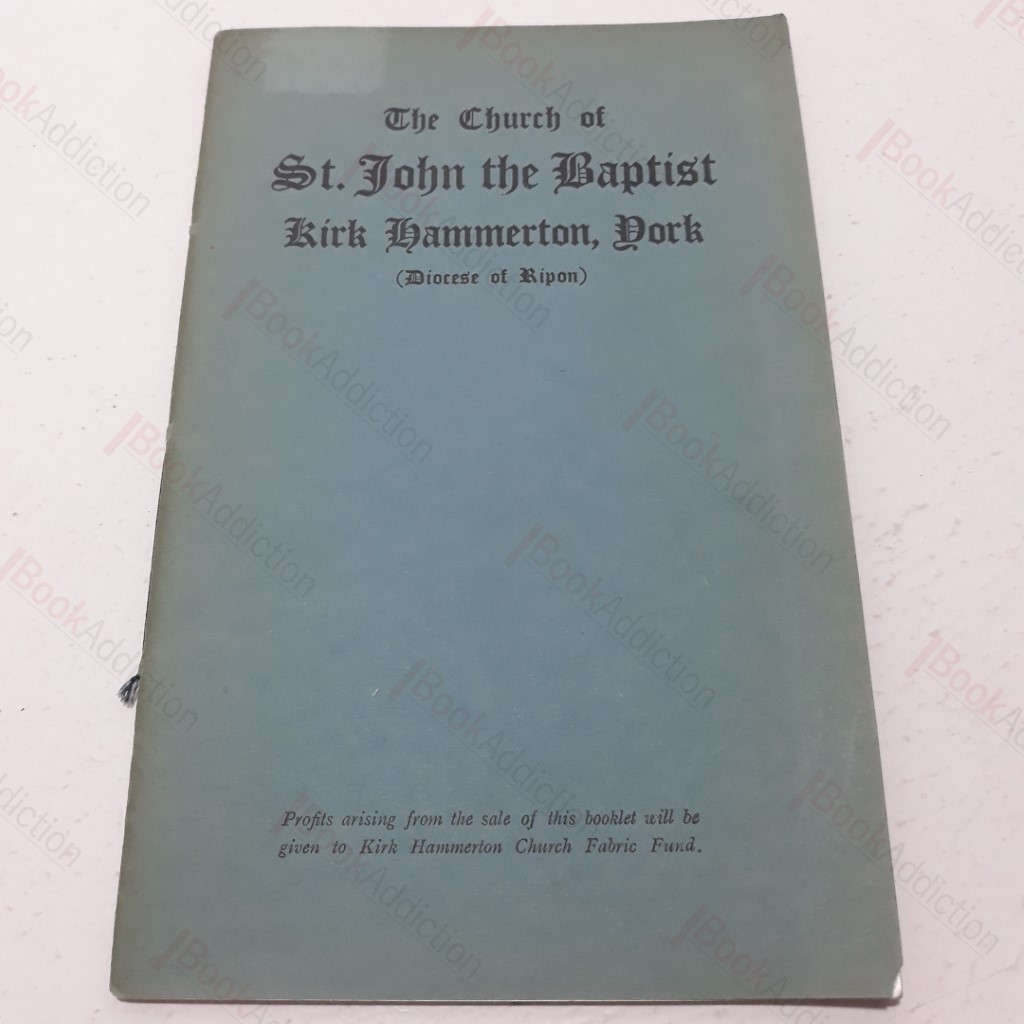 The Church of
St. John the Baptist
Kirk Hammerton, York
(Diocese of Ripon)
Profits arising from the sale of this booklet will be
given to Kirk Hammerton Church Fabric Fund.
BookAddiction